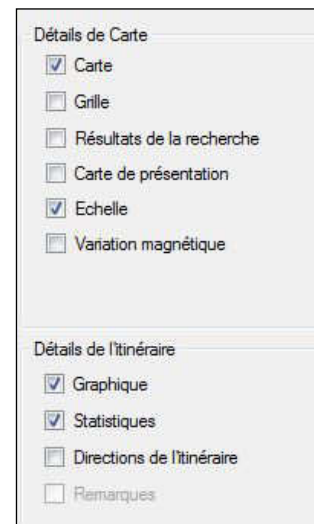 Détails de Carte
Carte
Grille
Résultats de la recherche
Carte de présentation
Echelle
Variation magnétique
Détails de l'itinéraire
Graphique
Statistiques
Directions de l'itinéraire
Remarques